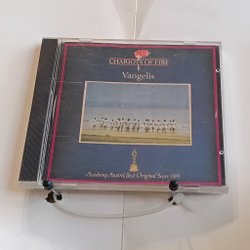 CHARIOTS OF FIRE
Vangelis
Academy Award, Best Original Score 1981